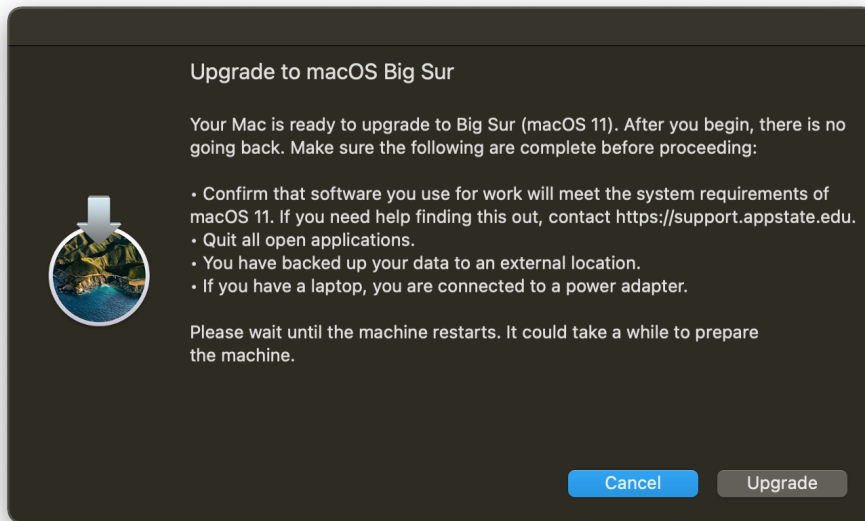 Upgrade to macOS Big Sur
Your Mac is ready to upgrade to Big Sur (macOS 11). After you begin, there is no
going back. Make sure the following are complete before proceeding:
• Confirm that software you use for work will meet the system requirements of
macOS 11. If you need help finding this out, contact https://support.appstate.edu.
• Quit all open applications.
• You have backed up your data to an external location.
• If you have a laptop, you are connected to a power adapter.
Please wait until the machine restarts. It could take a while to prepare
the machine.
Cancel
Upgrade